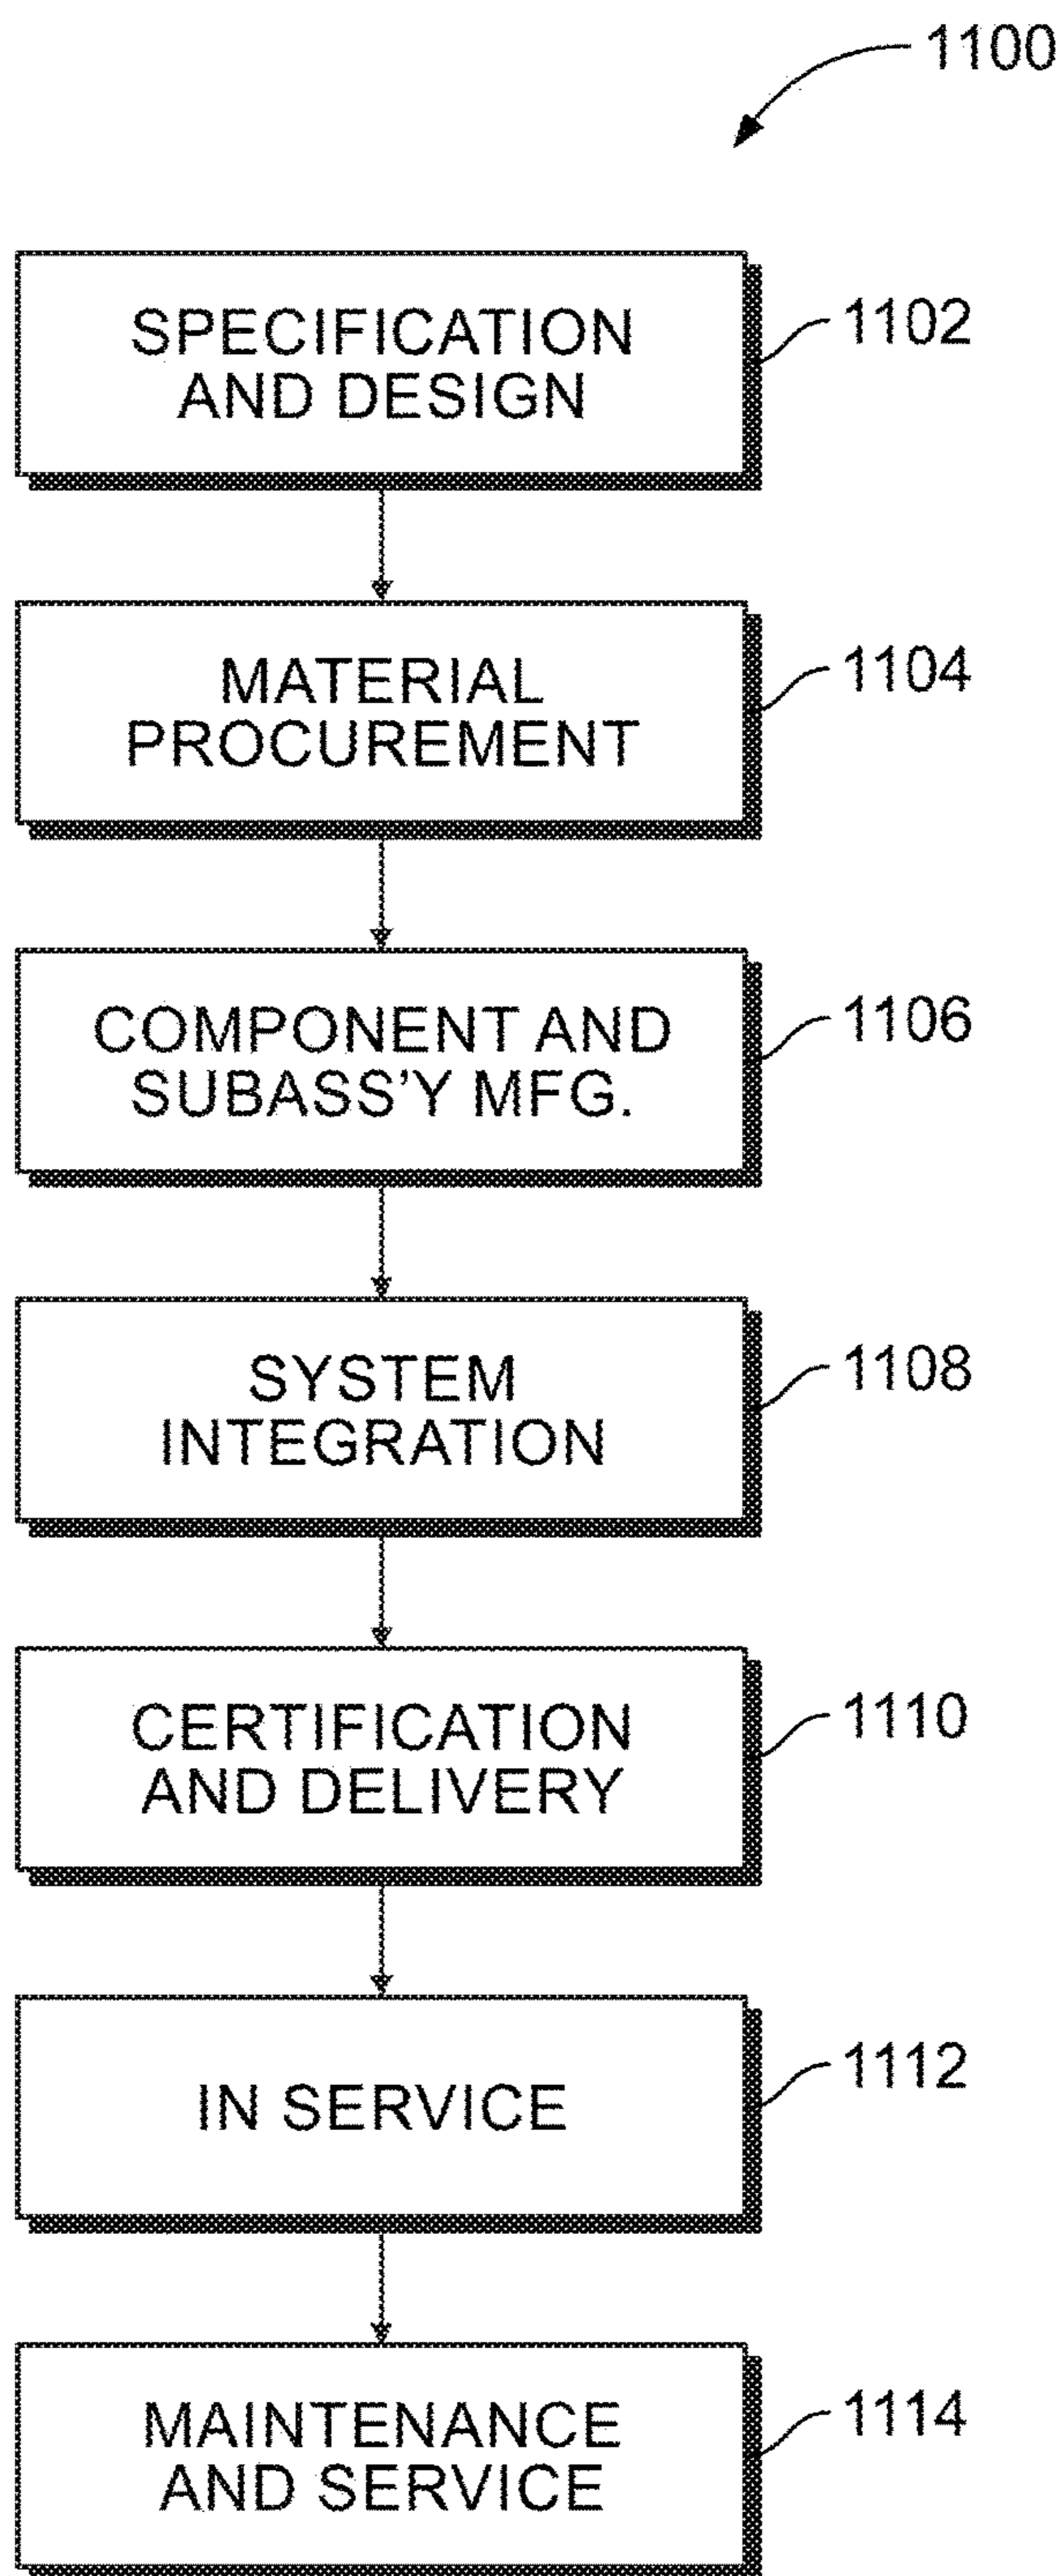 1100
SPECIFICATION
AND DESIGN
1102
MATERIAL
PROCUREMENT
1104
COMPONENT AND
SUBASS’Y MFG.
1106
SYSTEM
INTEGRATION
1108
CERTIFICATION
AND DELIVERY
1110
IN SERVICE
1112
MAINTENANCE
AND SERVICE
1114